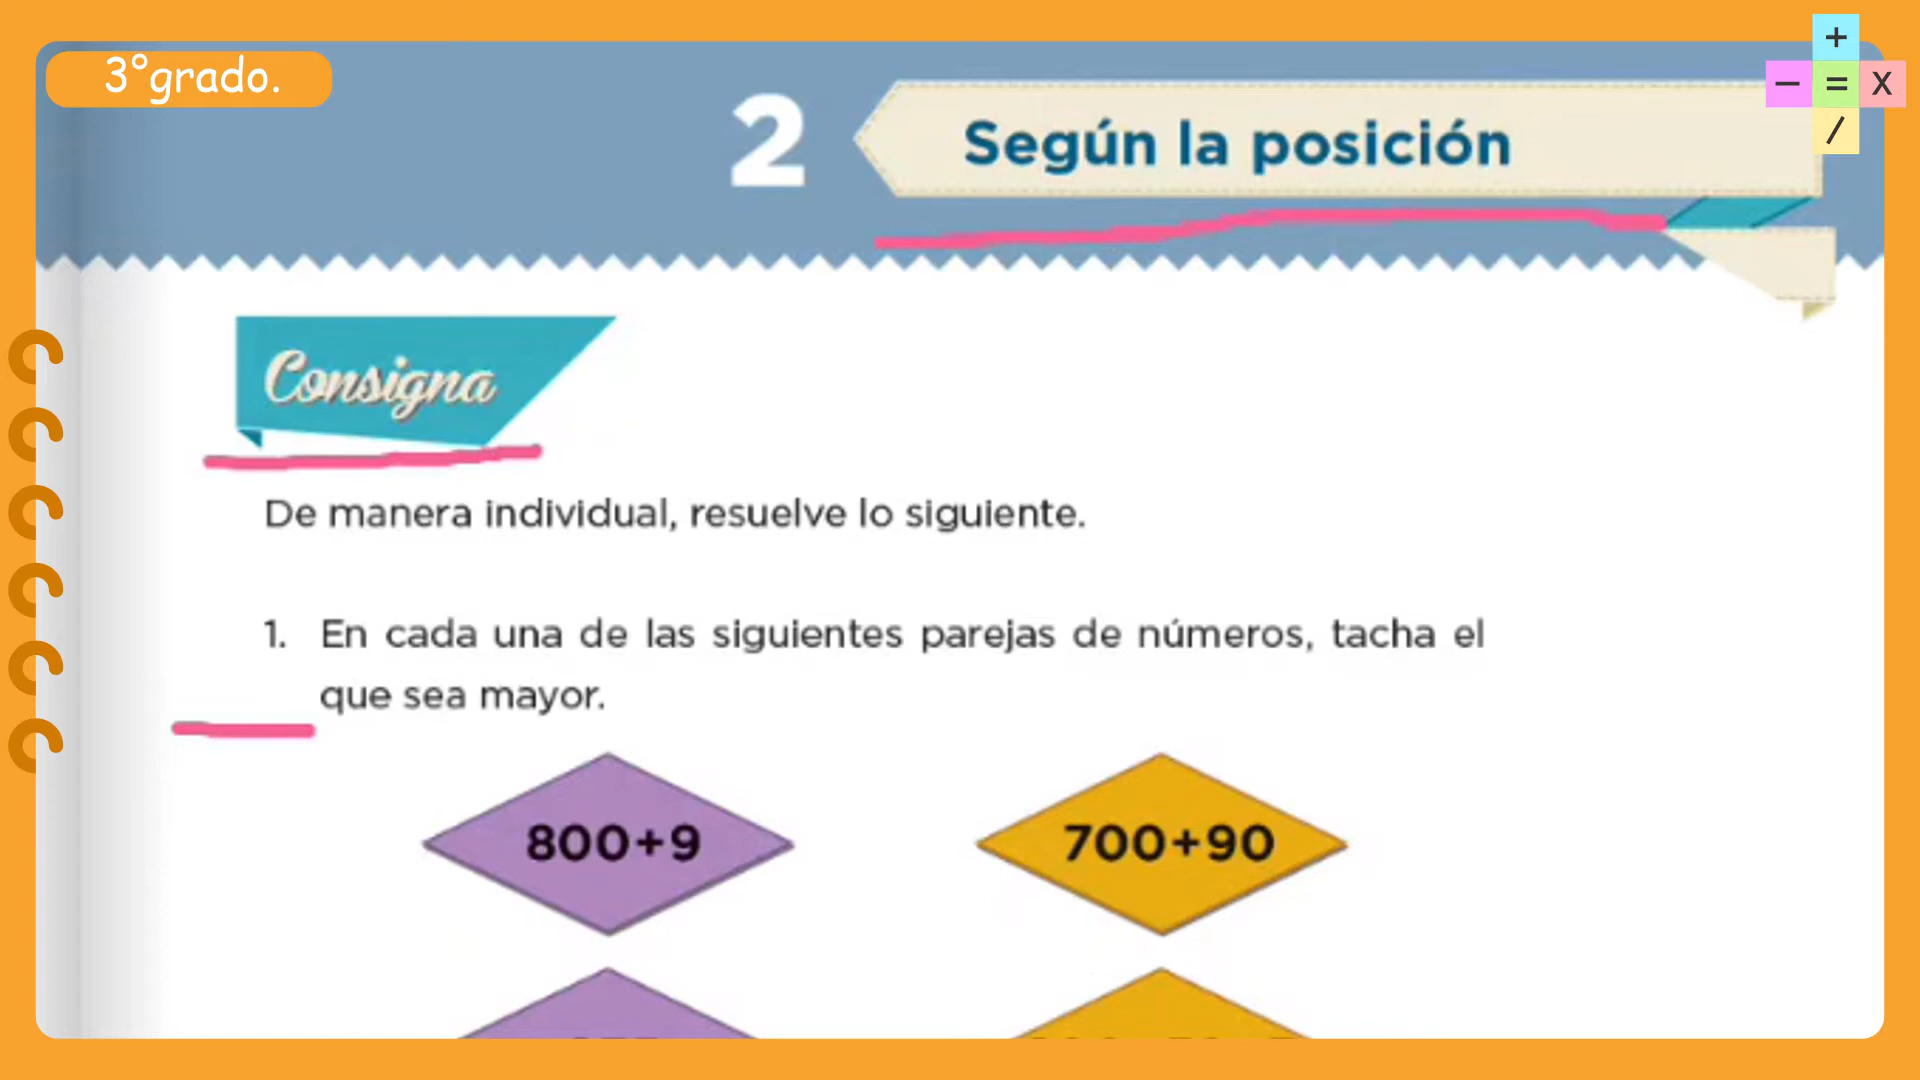 3°grado.
+
- = X
/
2 Según la posición
Consigna
De manera individual, resuelve lo siguiente.
1. En cada una de las siguientes parejas de números, tacha el
que sea mayor.
800+9 700+90